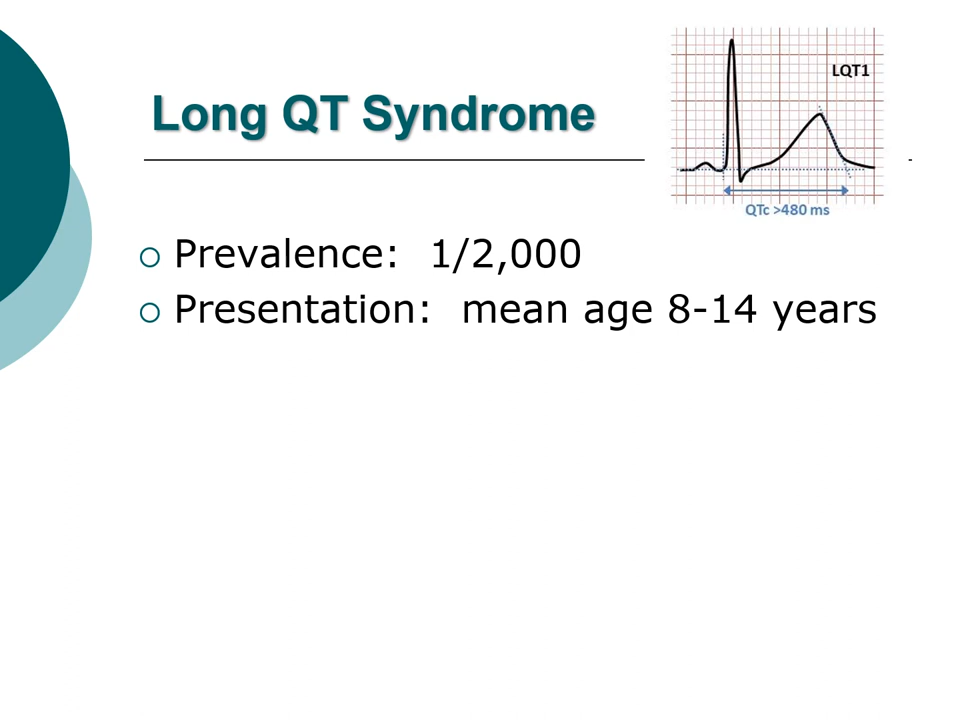 Long QT Syndrome
LQT1
QTc >480 ms
Prevalence: 1/2,000
Presentation: mean age 8-14 years